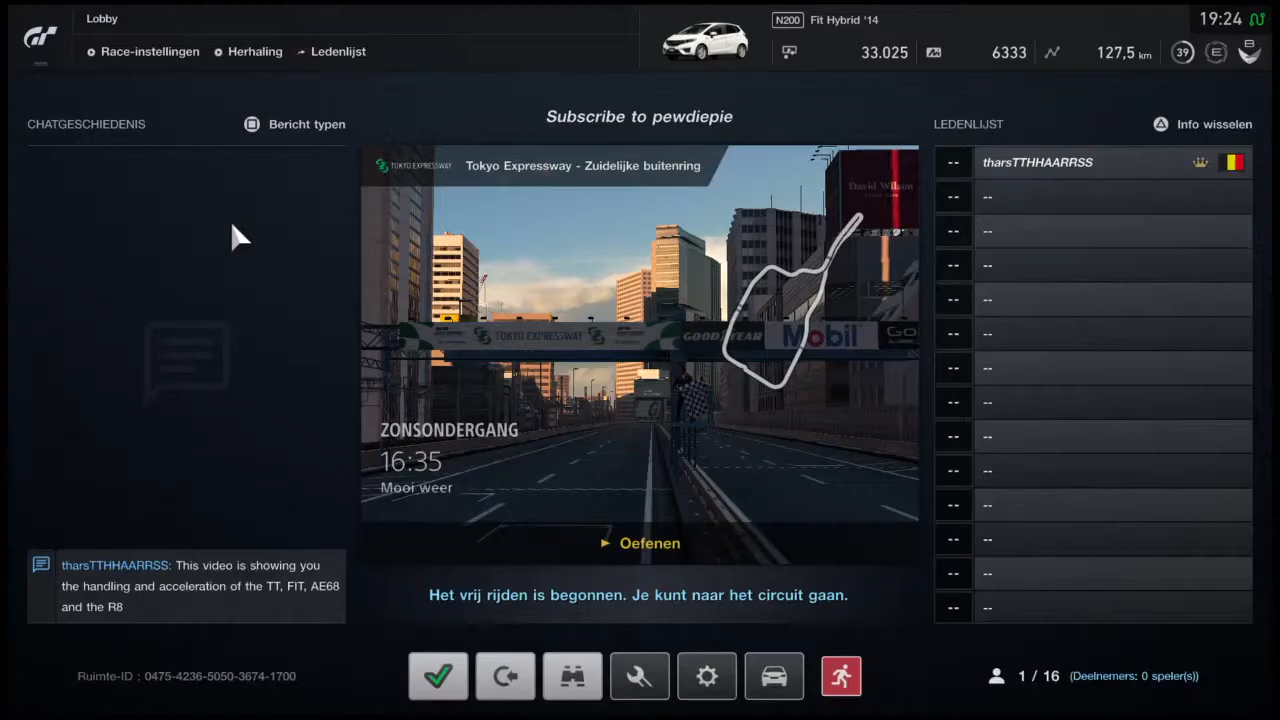 Lobby
Race-instellingen Herhaling Ledenlijst
N200 Fit Hybrid '14
33.025 6333 127,5 km 39 E B
19:24
CHATGESCHIEDENIS Bericht typen
Subscribe to pewdiepie
LEDENLIJST Info wisselen
TOKYO EXPRESSWAY Tokyo Expressway - Zuidelijke buitenring
David Wilson
-- tharsTTHHAARRSS
-- --
-- --
-- --
-- --
-- --
-- --
-- --
-- --
-- --
-- --
-- --
-- --
-- --
TOKYO EXPRESSWAY GOODYEAR Mobil
ZONSONDERGANG
16:35
Mooi weer
Oefenen
tharsTTHHAARRSS: This video is showing you
the handling and acceleration of the TT, FIT, AE68
and the R8
Het vrij rijden is begonnen. Je kunt naar het circuit gaan.
Ruimte-ID : 0475-4236-5050-3674-1700
1 / 16 (Deelnemers: 0 speler(s))